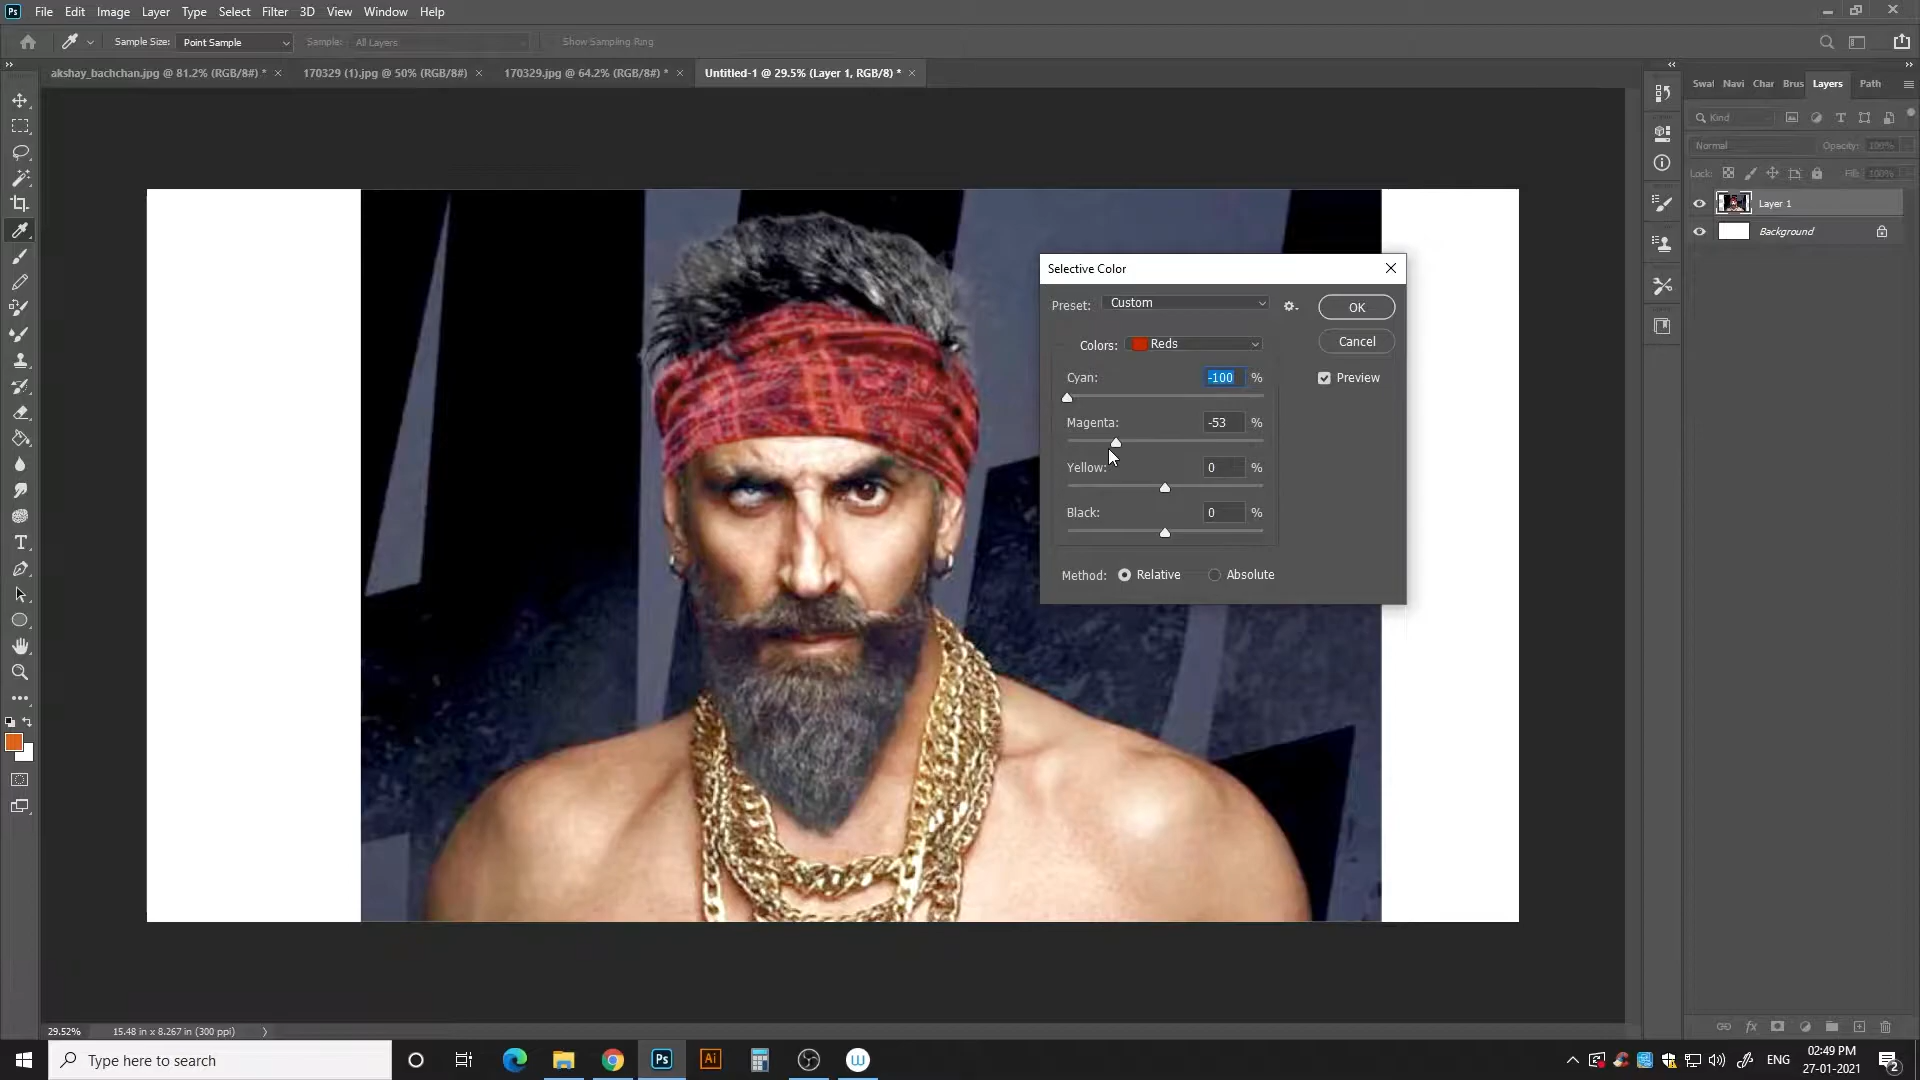 Ps File Edit Image Layer Type Select Filter 3D View Window Help
Sample Size: Point Sample Sample: All Layers Show Sampling Ring
akshay_bachchan.jpg @ 81.2% (RGB/8#) * × 170329 (1).jpg @ 50% (RGB/8#) × 170329.jpg @ 64.2% (RGB/8#) * × Untitled-1 @ 29.5% (Layer 1, RGB/8) * ×
Swat Navi Char Brus Layers Path
Kind
Normal Opacity: 100%
Lock: Fill: 100%
Layer 1
Background
Selective Color
Preset: Custom OK
Colors: Reds Cancel
Cyan: -100 % Preview
Magenta: -53 %
Yellow: 0 %
Black: 0 %
Method: Relative Absolute
29.52% 15.48 in x 8.267 in (300 ppi)
Type here to search
Ps Ai ENG 02:49 PM
27-01-2021
2